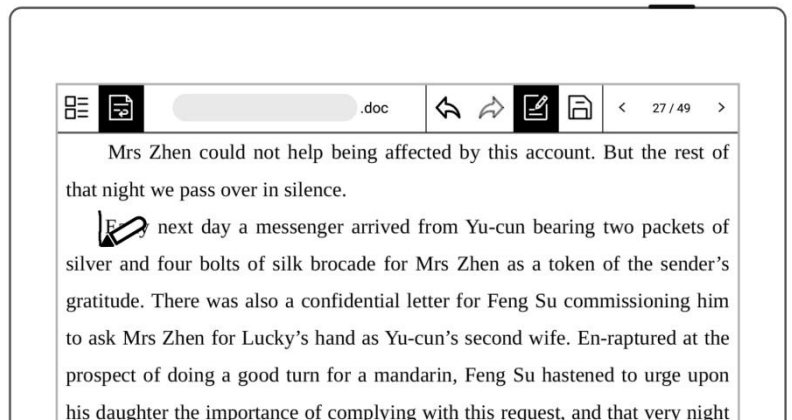 .doc
27 / 49
Mrs Zhen could not help being affected by this account. But the rest of
that night we pass over in silence.
next day a messenger arrived from Yu-cun bearing two packets of
silver and four bolts of silk brocade for Mrs Zhen as a token of the sender’s
gratitude. There was also a confidential letter for Feng Su commissioning him
to ask Mrs Zhen for Lucky’s hand as Yu-cun’s second wife. En-raptured at the
prospect of doing a good turn for a mandarin, Feng Su hastened to urge upon
his daughter the importance of complying with this request, and that very night